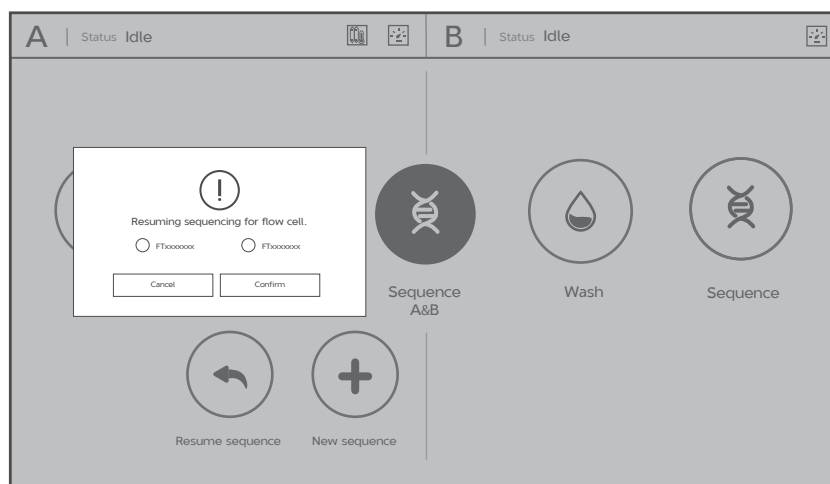 A Status Idle
B Status Idle
Resuming sequencing for flow cell.
FTxxxxxxx FTxxxxxxx
Cancel Confirm
Sequence
A&B
Wash
Sequence
Resume sequence
New sequence